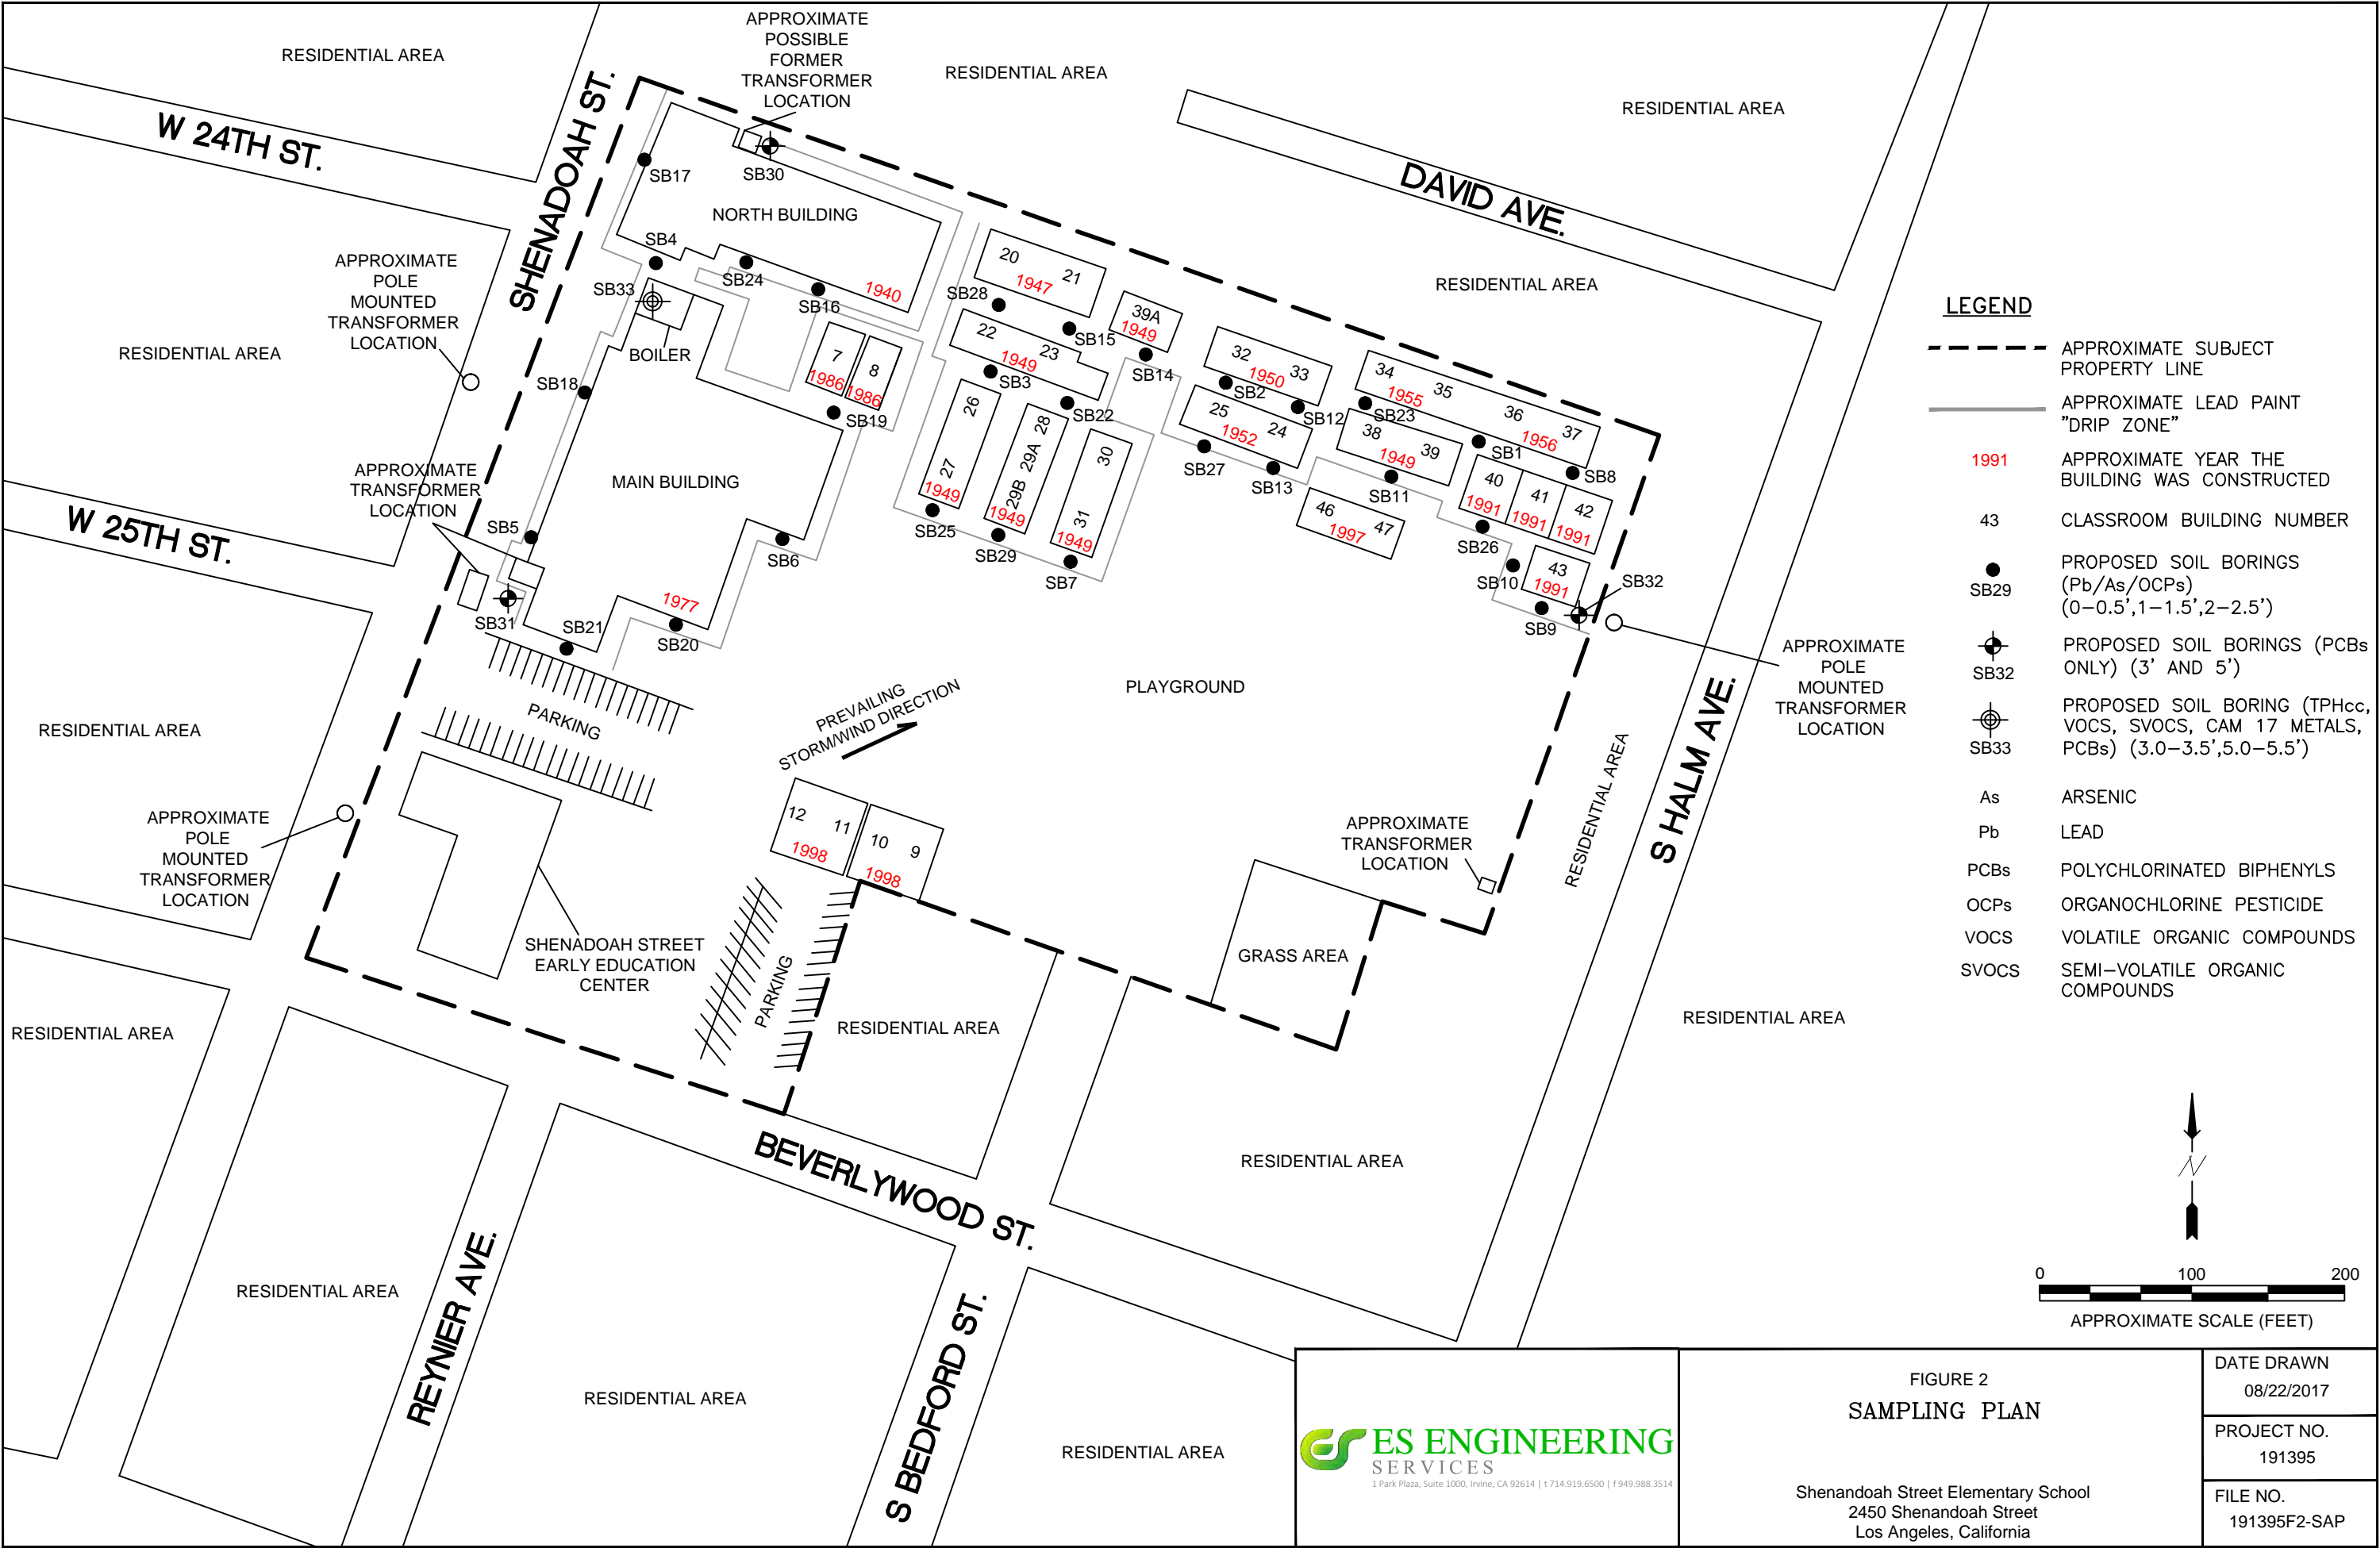 RESIDENTIAL AREA
APPROXIMATE
POSSIBLE
FORMER
TRANSFORMER
LOCATION
RESIDENTIAL AREA
RESIDENTIAL AREA
W 24TH ST.
SHENADOAH ST.
DAVID AVE.
SB17
SB30
NORTH BUILDING
SB4
SB24
SB16
1940
SB33
BOILER
APPROXIMATE
POLE
MOUNTED
TRANSFORMER
LOCATION
RESIDENTIAL AREA
SB18
20
21
1947
SB28
SB15
22
23
1949
SB3
SB22
39A
1949
SB14
7
1986
8
1986
SB19
32
33
1950
SB2
SB12
25
24
1952
SB27
SB13
RESIDENTIAL AREA
34
35
1955
36
37
1956
SB23
SB1
SB8
38
39
1949
SB11
40
1991
41
1991
42
1991
SB26
SB10
43
1991
SB9
SB32
46
47
1997
26
27
1949
SB25
28
29A
29B
1949
SB29
30
31
1949
SB7
APPROXIMATE
TRANSFORMER
LOCATION
MAIN BUILDING
SB5
SB6
W 25TH ST.
SB31
SB21
1977
SB20
PARKING
PREVAILING
STORM/WIND DIRECTION
PLAYGROUND
APPROXIMATE
POLE
MOUNTED
TRANSFORMER
LOCATION
RESIDENTIAL AREA
S HALM AVE.
RESIDENTIAL AREA
APPROXIMATE
POLE
MOUNTED
TRANSFORMER
LOCATION
12
11
1998
10
9
1998
APPROXIMATE
TRANSFORMER
LOCATION
SHENADOAH STREET
EARLY EDUCATION
CENTER
PARKING
GRASS AREA
RESIDENTIAL AREA
RESIDENTIAL AREA
RESIDENTIAL AREA
BEVERLYWOOD ST.
RESIDENTIAL AREA
REYNIER AVE.
RESIDENTIAL AREA
RESIDENTIAL AREA
S BEDFORD ST.
RESIDENTIAL AREA
LEGEND
APPROXIMATE SUBJECT
PROPERTY LINE
APPROXIMATE LEAD PAINT
"DRIP ZONE"
1991 APPROXIMATE YEAR THE
BUILDING WAS CONSTRUCTED
43 CLASSROOM BUILDING NUMBER
PROPOSED SOIL BORINGS
SB29 (Pb/As/OCPs)
(0-0.5',1-1.5',2-2.5')
PROPOSED SOIL BORINGS (PCBs
SB32 ONLY) (3' AND 5')
PROPOSED SOIL BORING (TPHcc,
VOCS, SVOCS, CAM 17 METALS,
SB33 PCBs) (3.0-3.5',5.0-5.5')
As ARSENIC
Pb LEAD
PCBs POLYCHLORINATED BIPHENYLS
OCPs ORGANOCHLORINE PESTICIDE
VOCS VOLATILE ORGANIC COMPOUNDS
SVOCS SEMI-VOLATILE ORGANIC
COMPOUNDS
N
0 100 200
APPROXIMATE SCALE (FEET)
ES ENGINEERING
SERVICES
1 Park Plaza, Suite 1000, Irvine, CA 92614 | t 714.919.6500 | f 949.988.3514
FIGURE 2
SAMPLING PLAN
Shenandoah Street Elementary School
2450 Shenandoah Street
Los Angeles, California
DATE DRAWN
08/22/2017
PROJECT NO.
191395
FILE NO.
191395F2-SAP